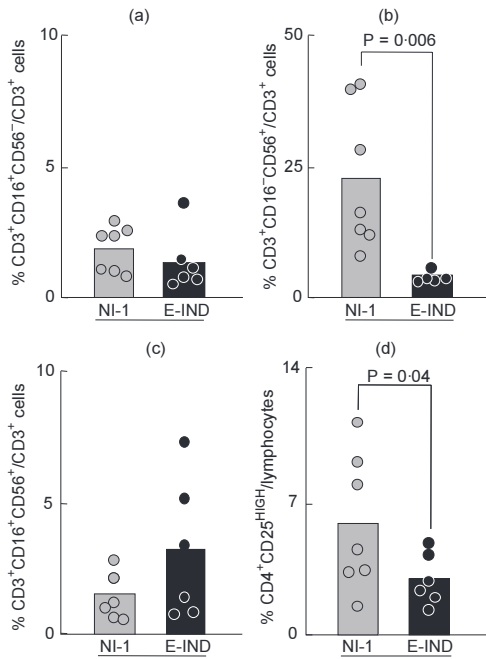 (a)
% CD3⁺CD16⁺CD56⁻/CD3⁺ cells
10
5
0
NI-1 E-IND
(b)
% CD3⁺CD16⁻CD56⁺/CD3⁺ cells
50
25
0
P = 0·006
NI-1 E-IND
(c)
% CD3⁺CD16⁺CD56⁺/CD3⁺ cells
10
5
0
NI-1 E-IND
(d)
% CD4⁺CD25ᴴᴵᴳᴴ/lymphocytes
14
7
0
P = 0·04
NI-1 E-IND